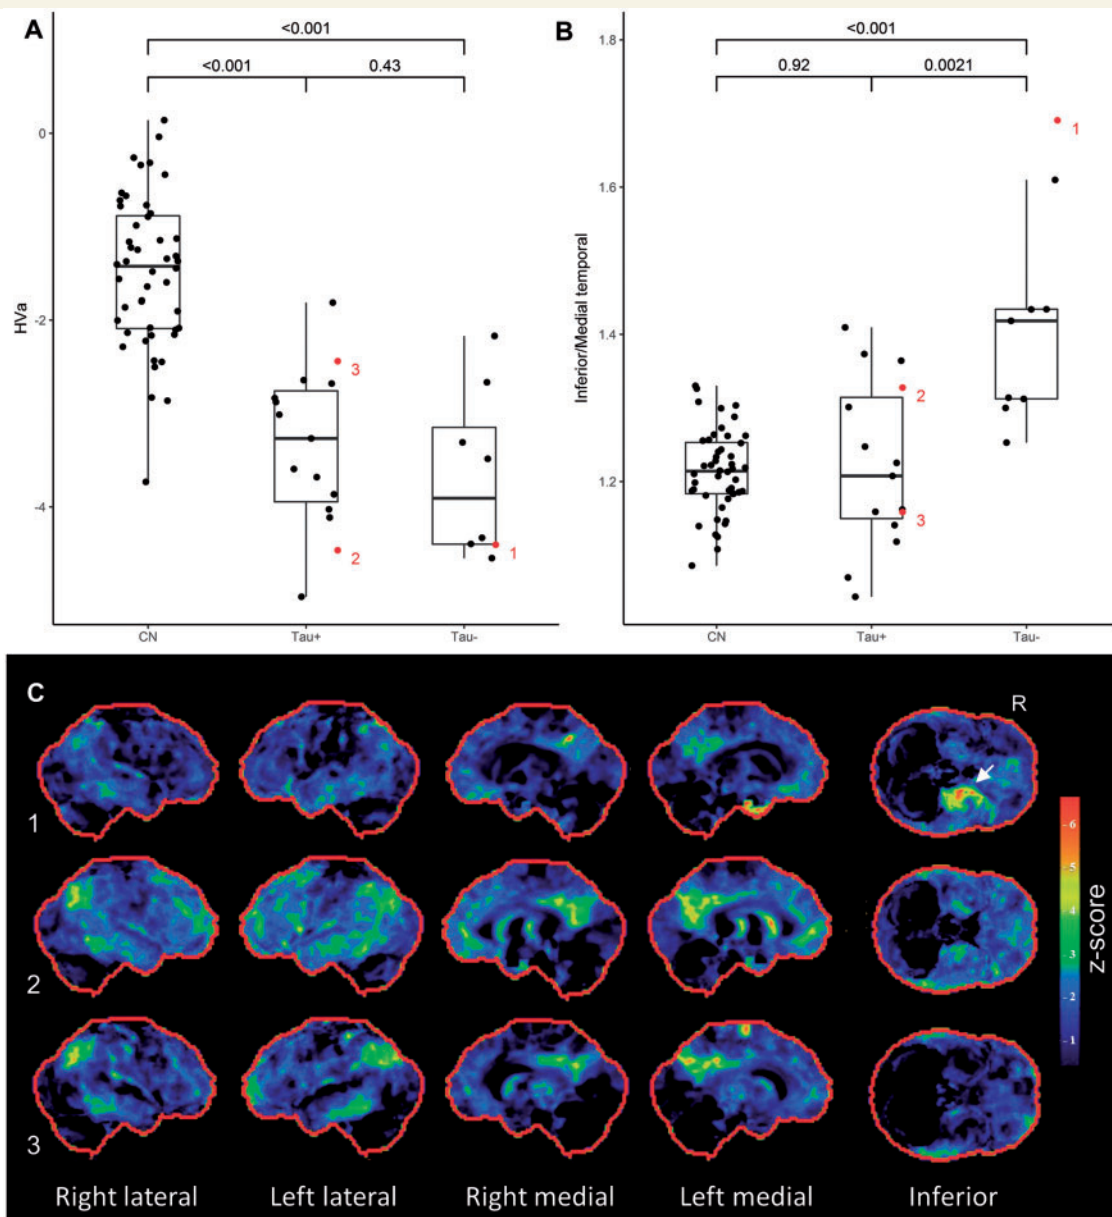 A
<0.001
<0.001 0.43
HVa
0
-2
-4
3
2
1
CN Tau+ Tau-
B
<0.001
0.92 0.0021
Inferior/Medial temporal
1.8
1.6
1.4
1.2
1
2
3
CN Tau+ Tau-
C
R
1
2
3
6
5
4
3
2
1
z-score
Right lateral Left lateral Right medial Left medial Inferior